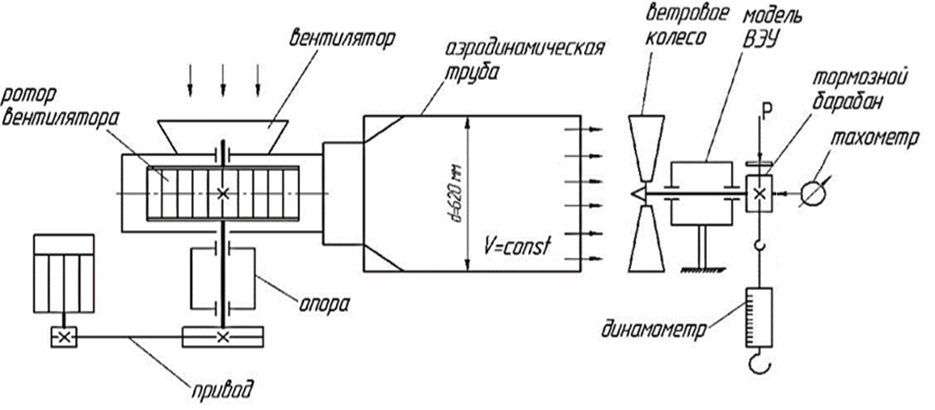 вентилятор
аэродинамическая
труба
ветровое
колесо
модель
ВЭУ
тормозной
барабан
P
тахометр
ротор
вентилятора
d=620 мм
V=const
опора
динамометр
привод